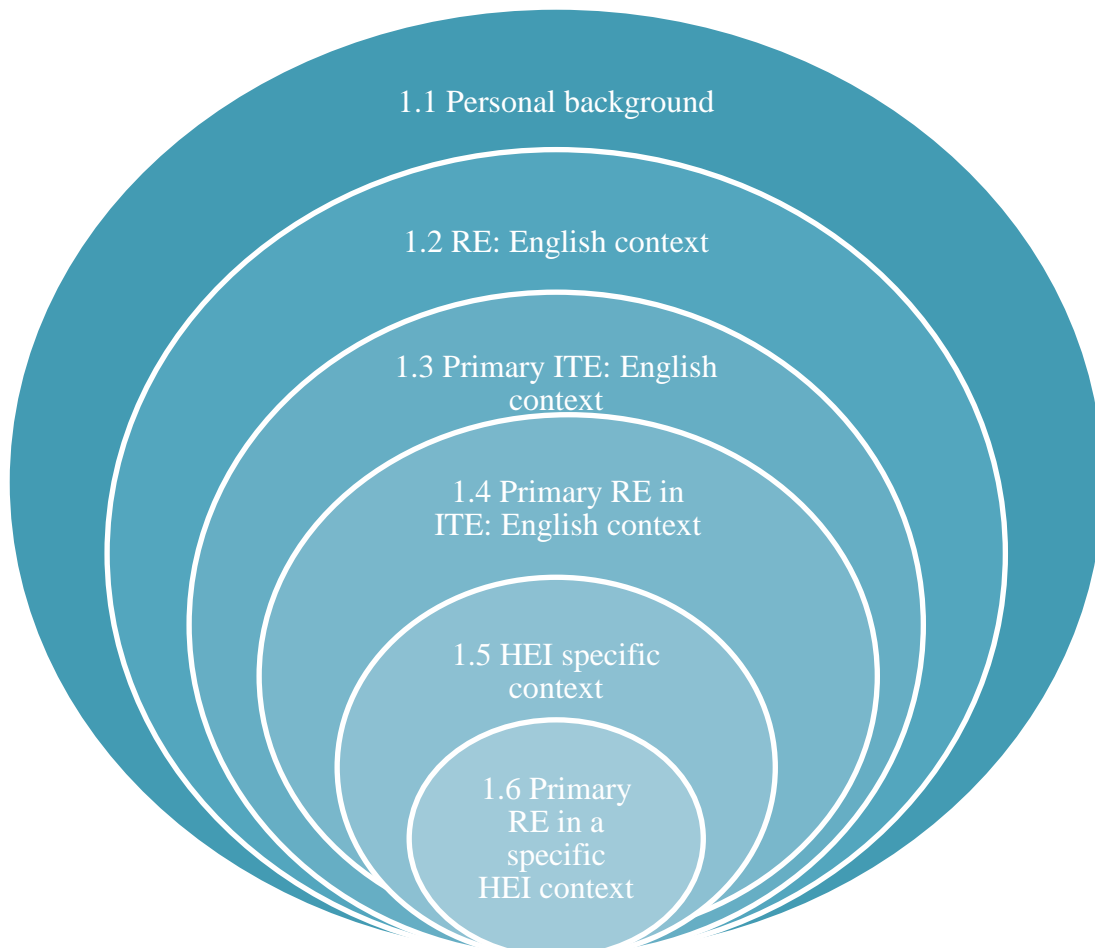 1.1 Personal background
1.2 RE: English context
1.3 Primary ITE: English
context
1.4 Primary RE in
ITE: English context
1.5 HEI specific
context
1.6 Primary
RE in a
specific
HEI context